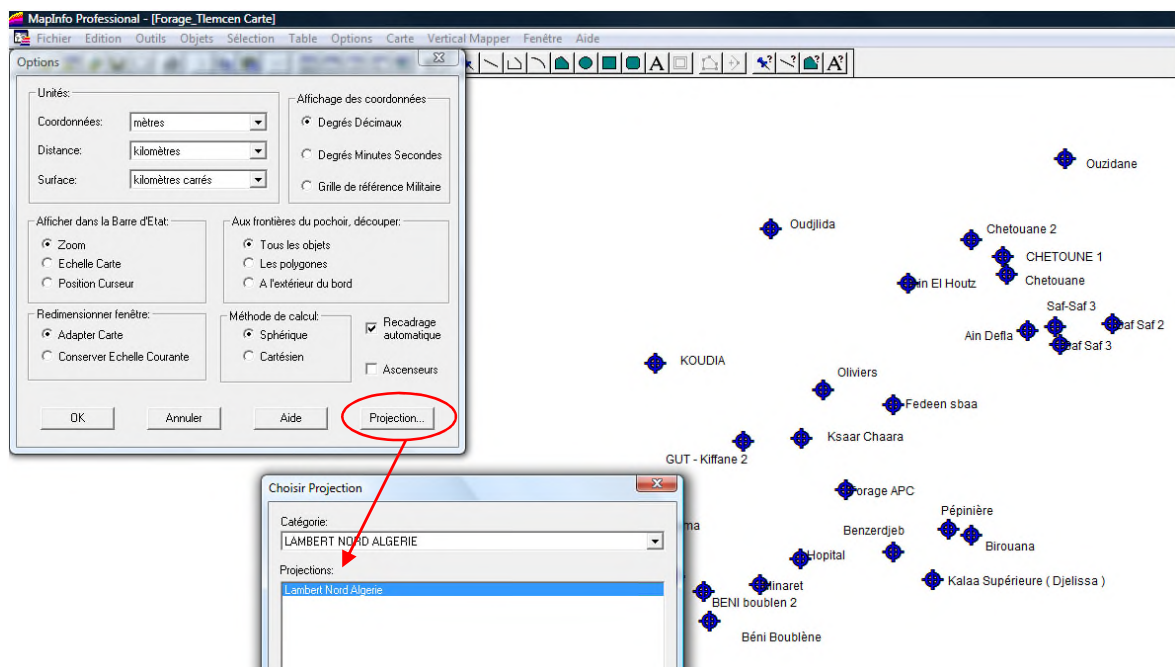 MapInfo Professional - [Forage_Tlemcen Carte]
Fichier Edition Outils Objets Sélection Table Options Carte Vertical Mapper Fenêtre Aide
Options
Unités:
Coordonnées: mètres
Distance: kilomètres
Surface: kilomètres carrés
Affichage des coordonnées
Degrés Décimaux
Degrés Minutes Secondes
Grille de référence Militaire
Afficher dans la Barre d'Etat:
Zoom
Echelle Carte
Position Curseur
Aux frontières du pochoir, découper:
Tous les objets
Les polygones
A l'extérieur du bord
Redimensionner fenêtre:
Adapter Carte
Conserver Echelle Courante
Méthode de calcul:
Sphérique
Cartésien
Recadrage
automatique
Ascenseurs
OK Annuler Aide Projection...
Choisir Projection
Catégorie:
LAMBERT NORD ALGERIE
Projections:
Lambert Nord Algerie
Ouzidane
Oudjlida
Chetouane 2
CHETOUNE 1
Chetouane
in El Houtz
Saf-Saf 3
af Saf 2
Ain Defla
af Saf 3
KOUDIA
Oliviers
Fedeen sbaa
Ksaar Chaara
GUT - Kiffane 2
orage APC
Pépinière
ma
Benzerdjeb
Birouana
Hopital
Kalaa Supérieure ( Djelissa )
inaret
BENI boublen 2
Béni Boublène